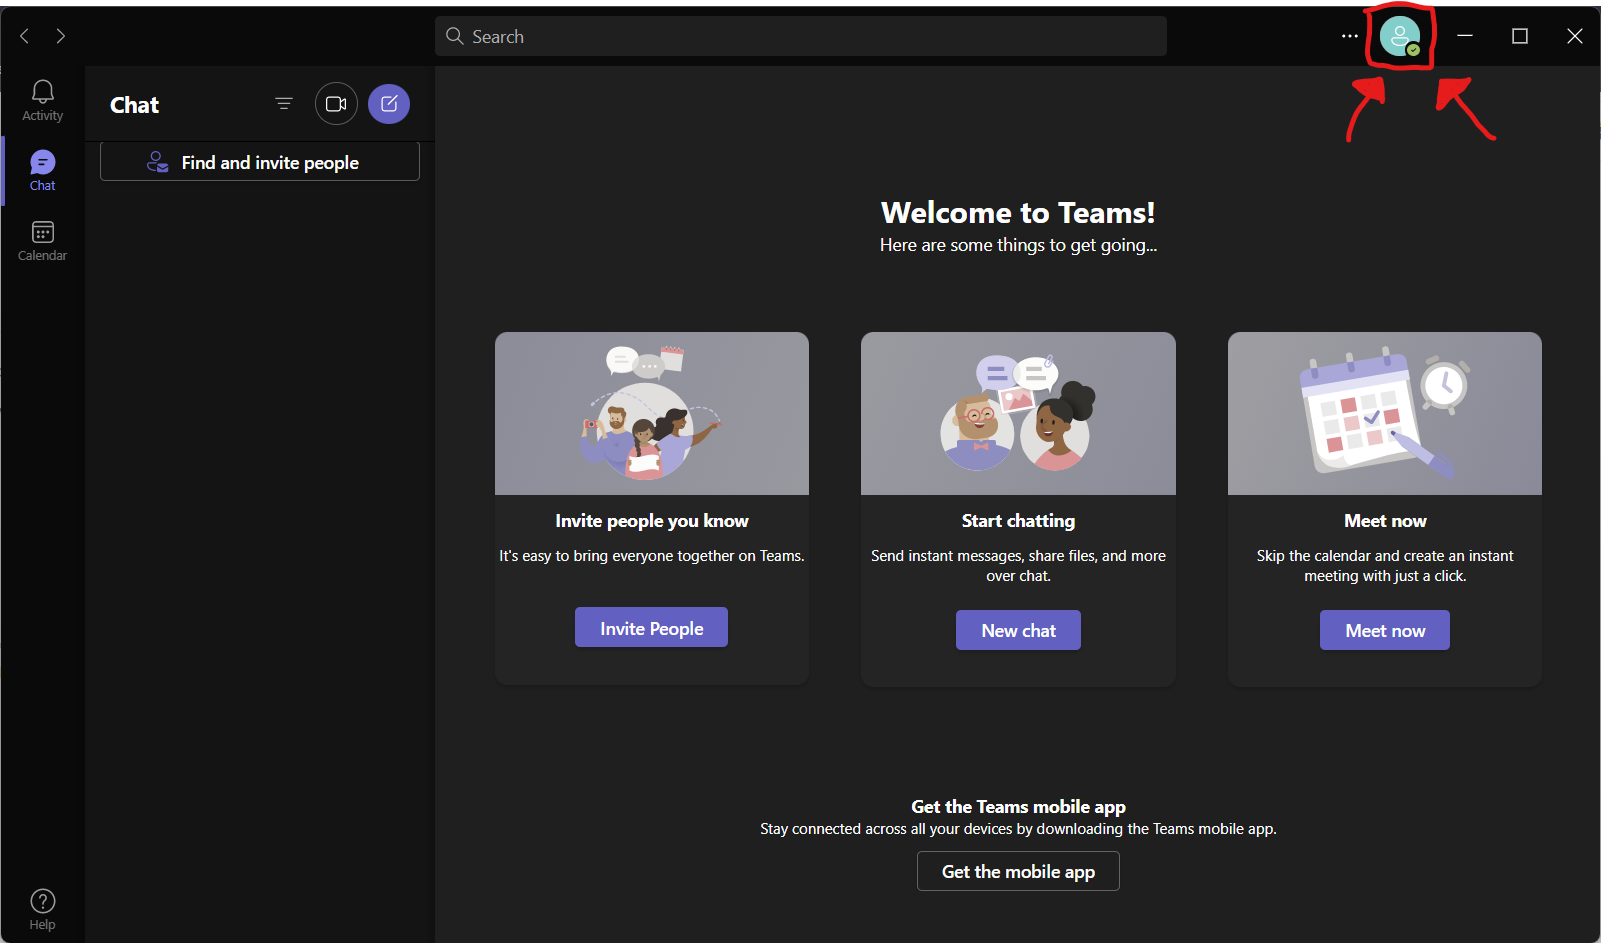 Search
Activity
Chat
Calendar
Help
Chat
Find and invite people
Welcome to Teams!
Here are some things to get going...
Invite people you know
It's easy to bring everyone together on Teams.
Invite People
Start chatting
Send instant messages, share files, and more
over chat.
New chat
Meet now
Skip the calendar and create an instant
meeting with just a click.
Meet now
Get the Teams mobile app
Stay connected across all your devices by downloading the Teams mobile app.
Get the mobile app